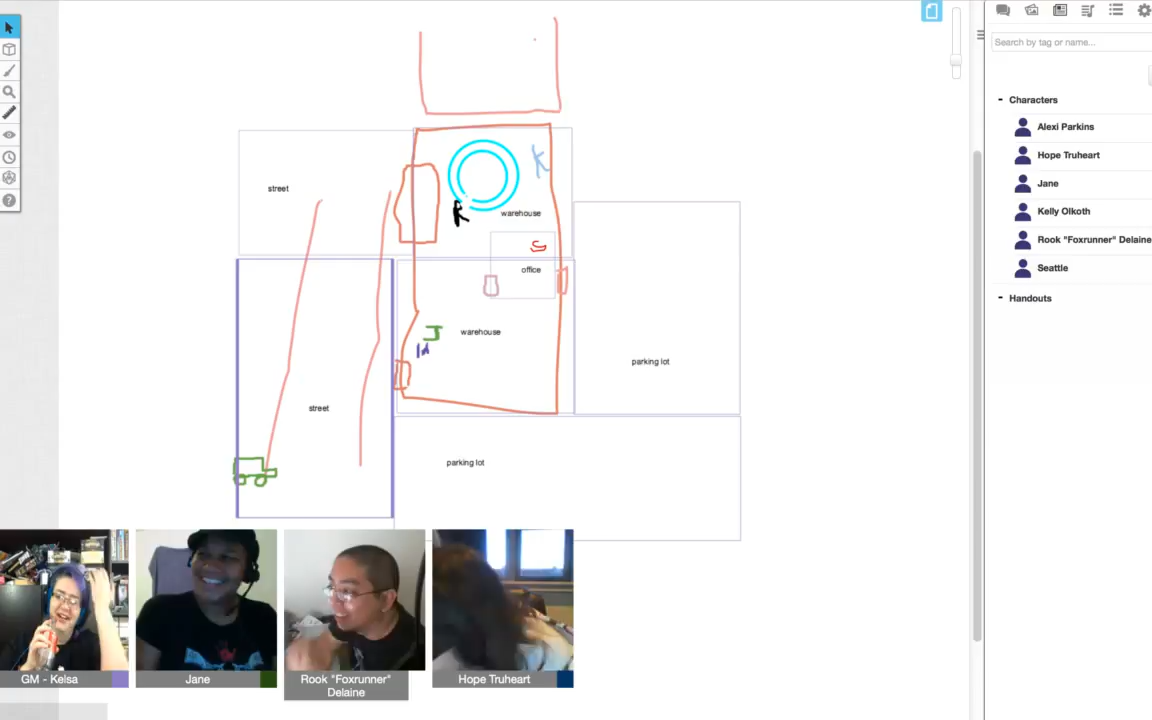 Search by tag or name...
Characters
Alexi Parkins
Hope Truheart
Jane
Kelly Olkoth
Rook "Foxrunner" Delaine
Seattle
Handouts
street
K
K
warehouse
S
office
J
warehouse
parking lot
street
parking lot
GM - Kelsa
Jane
Rook "Foxrunner"
Delaine
Hope Truheart